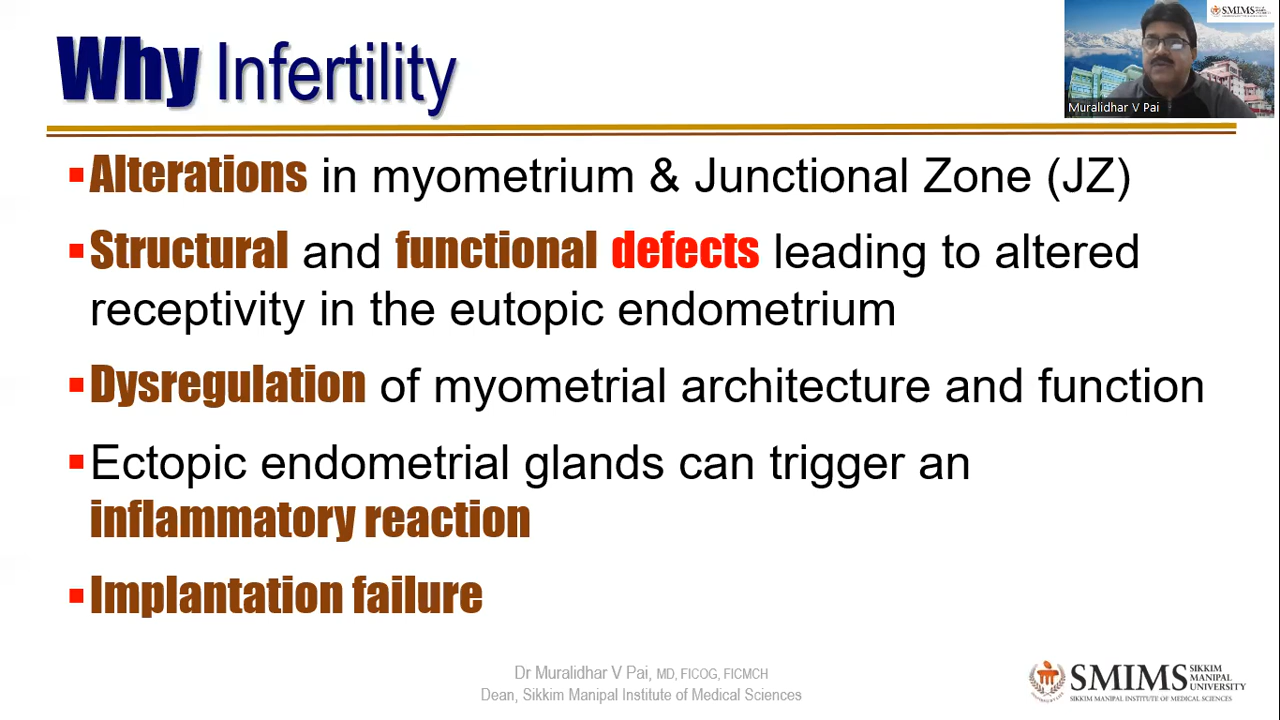 Why Infertility
SMIMS
Muralidhar V Pai
Alterations in myometrium & Junctional Zone (JZ)
Structural and functional defects leading to altered
receptivity in the eutopic endometrium
Dysregulation of myometrial architecture and function
Ectopic endometrial glands can trigger an
inflammatory reaction
Implantation failure
Dr Muralidhar V Pai, MD, FICOG, FICMCH
Dean, Sikkim Manipal Institute of Medical Sciences
SMIMS SIKKIM MANIPAL UNIVERSITY
SIKKIM MANIPAL INSTITUTE OF MEDICAL SCIENCES